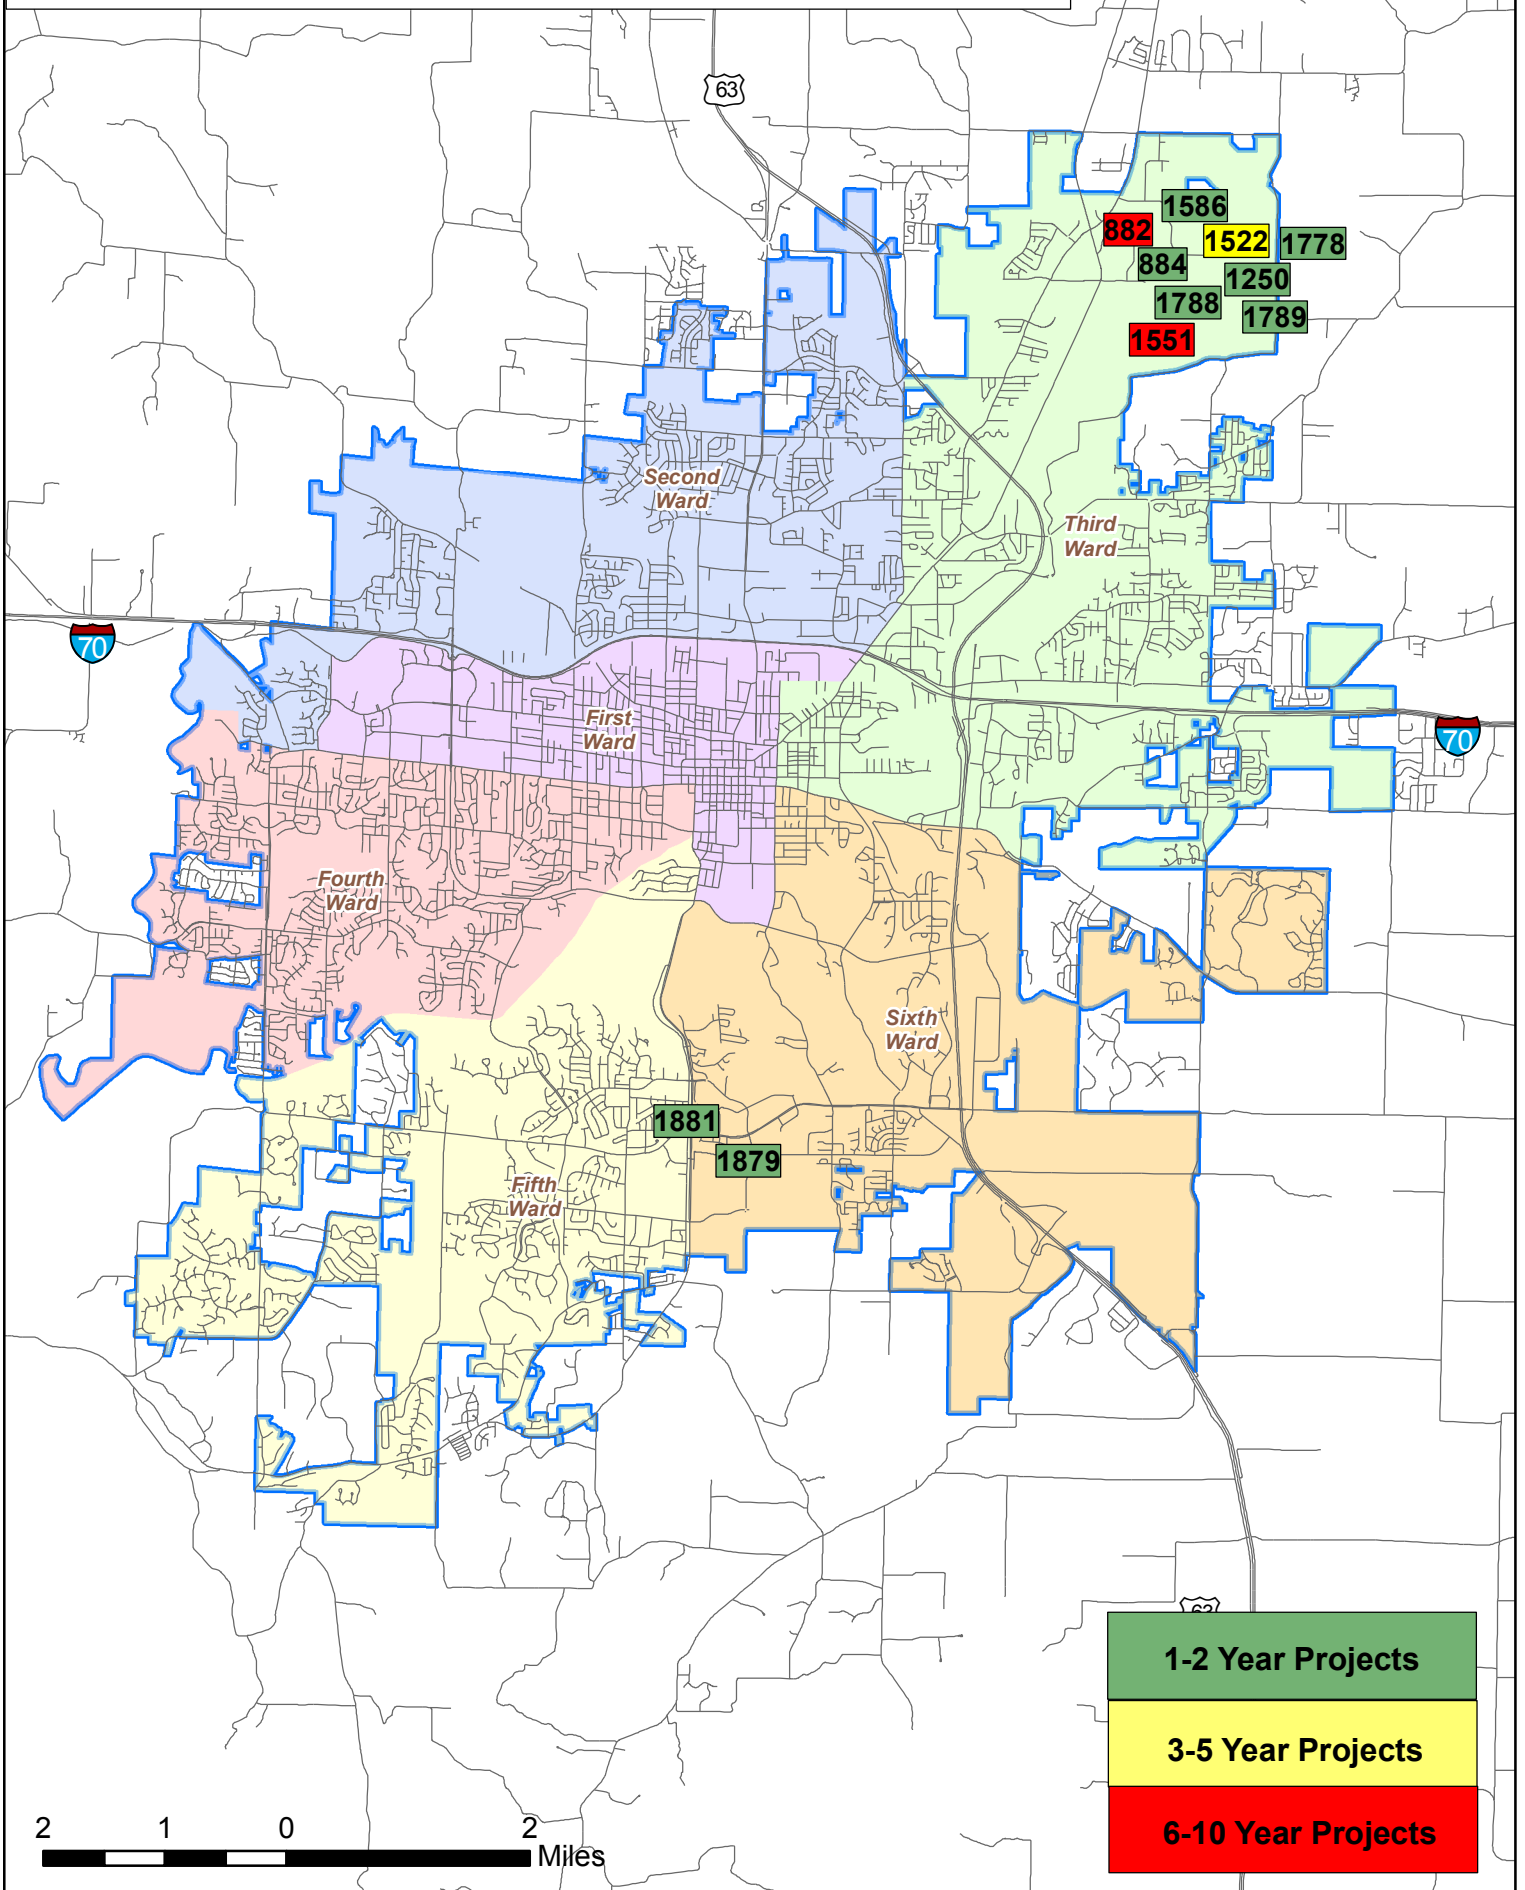 63
1586
882
1522
1778
884
1250
1788
1789
1551
Second
Ward
Third
Ward
70
First
Ward
70
Fourth
Ward
Sixth
Ward
1881
1879
Fifth
Ward
63
1-2 Year Projects
3-5 Year Projects
6-10 Year Projects
2 1 0 2
Miles